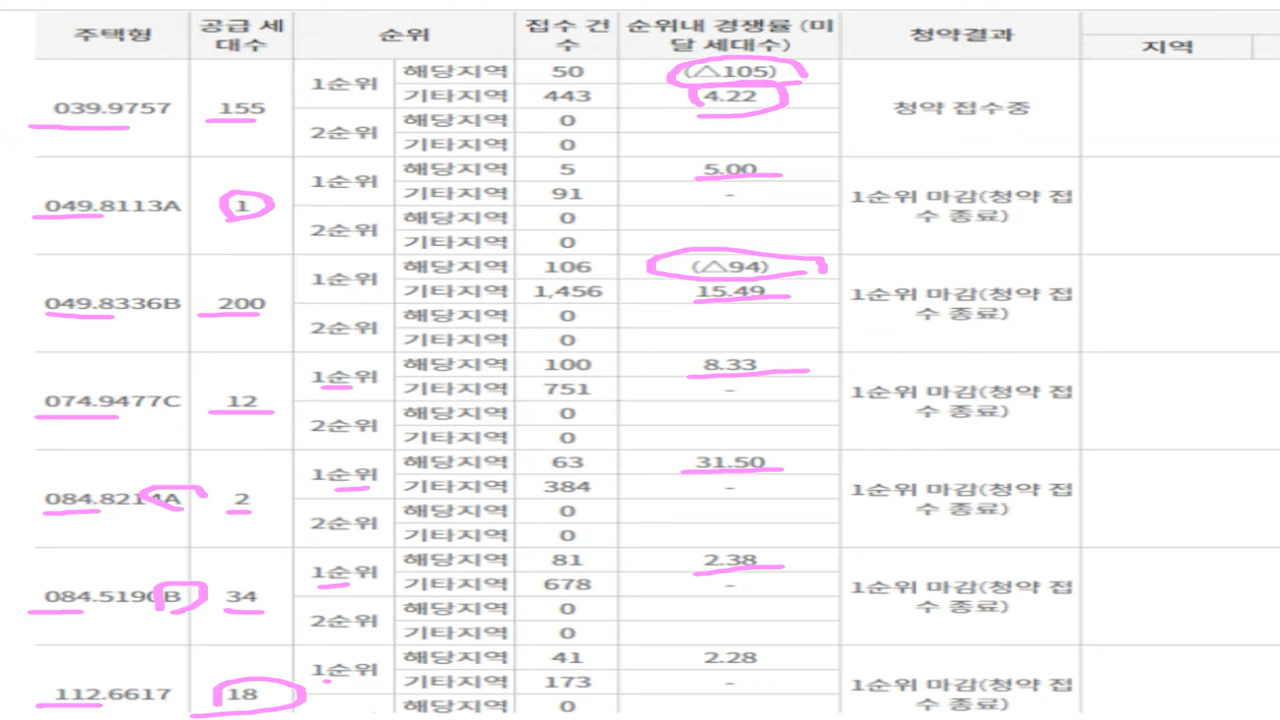 주택형 공급 세대수 순위 접수 건수 순위내 경쟁률 (미달 세대수) 청약결과 지역
039.9757 155 1순위 해당지역 50 (△105) 청약 접수중
기타지역 443 4.22
2순위 해당지역 0
기타지역 0
049.8113A 1 1순위 해당지역 5 5.00 1순위 마감(청약 접수 종료)
기타지역 91 -
2순위 해당지역 0
기타지역 0
049.8336B 200 1순위 해당지역 106 (△94) 1순위 마감(청약 접수 종료)
기타지역 1,456 15.49
2순위 해당지역 0
기타지역 0
074.9477C 12 1순위 해당지역 100 8.33 1순위 마감(청약 접수 종료)
기타지역 751 -
2순위 해당지역 0
기타지역 0
084.8214A 2 1순위 해당지역 63 31.50 1순위 마감(청약 접수 종료)
기타지역 384 -
2순위 해당지역 0
기타지역 0
084.5190B 34 1순위 해당지역 81 2.38 1순위 마감(청약 접수 종료)
기타지역 678 -
2순위 해당지역 0
기타지역 0
112.6617 18 1순위 해당지역 41 2.28 1순위 마감(청약 접수 종료)
기타지역 173 -
해당지역 0